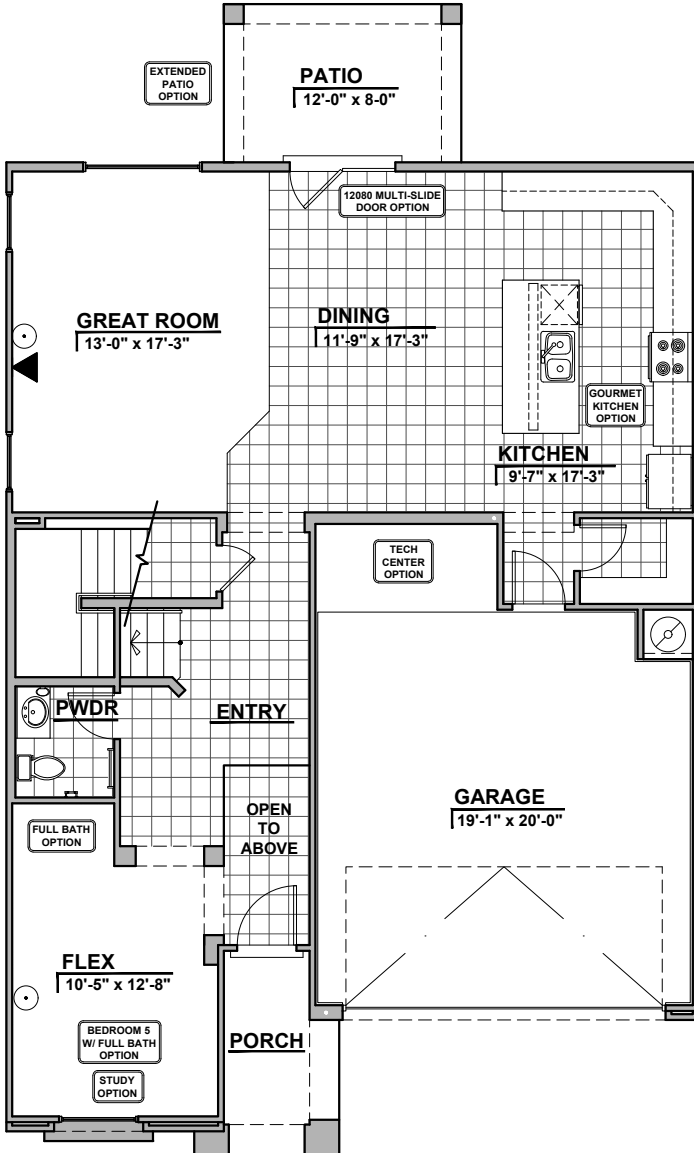 EXTENDED
PATIO
OPTION
PATIO
12'-0" x 8-0"
12080 MULTI-SLIDE
DOOR OPTION
GREAT ROOM
13'-0" x 17'-3"
DINING
11'-9" x 17'-3"
GOURMET
KITCHEN
OPTION
KITCHEN
9'-7" x 17'-3"
TECH
CENTER
OPTION
PWDR
ENTRY
GARAGE
19'-1" x 20'-0"
OPEN
TO
ABOVE
FULL BATH
OPTION
FLEX
10'-5" x 12'-8"
BEDROOM 5
W/ FULL BATH
OPTION
STUDY
OPTION
PORCH